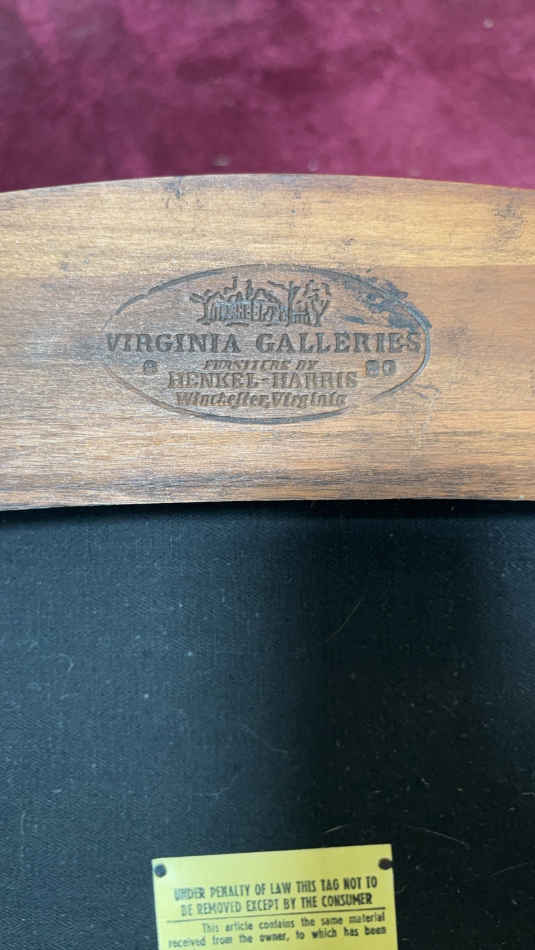 VIRGINIA GALLERIES
FURNITURE BY
HENKEL-HARRIS
Winchester, Virginia
UNDER PENALTY OF LAW THIS TAG NOT TO
BE REMOVED EXCEPT BY THE CONSUMER
This article contains the same material
received from the owner, to which has been